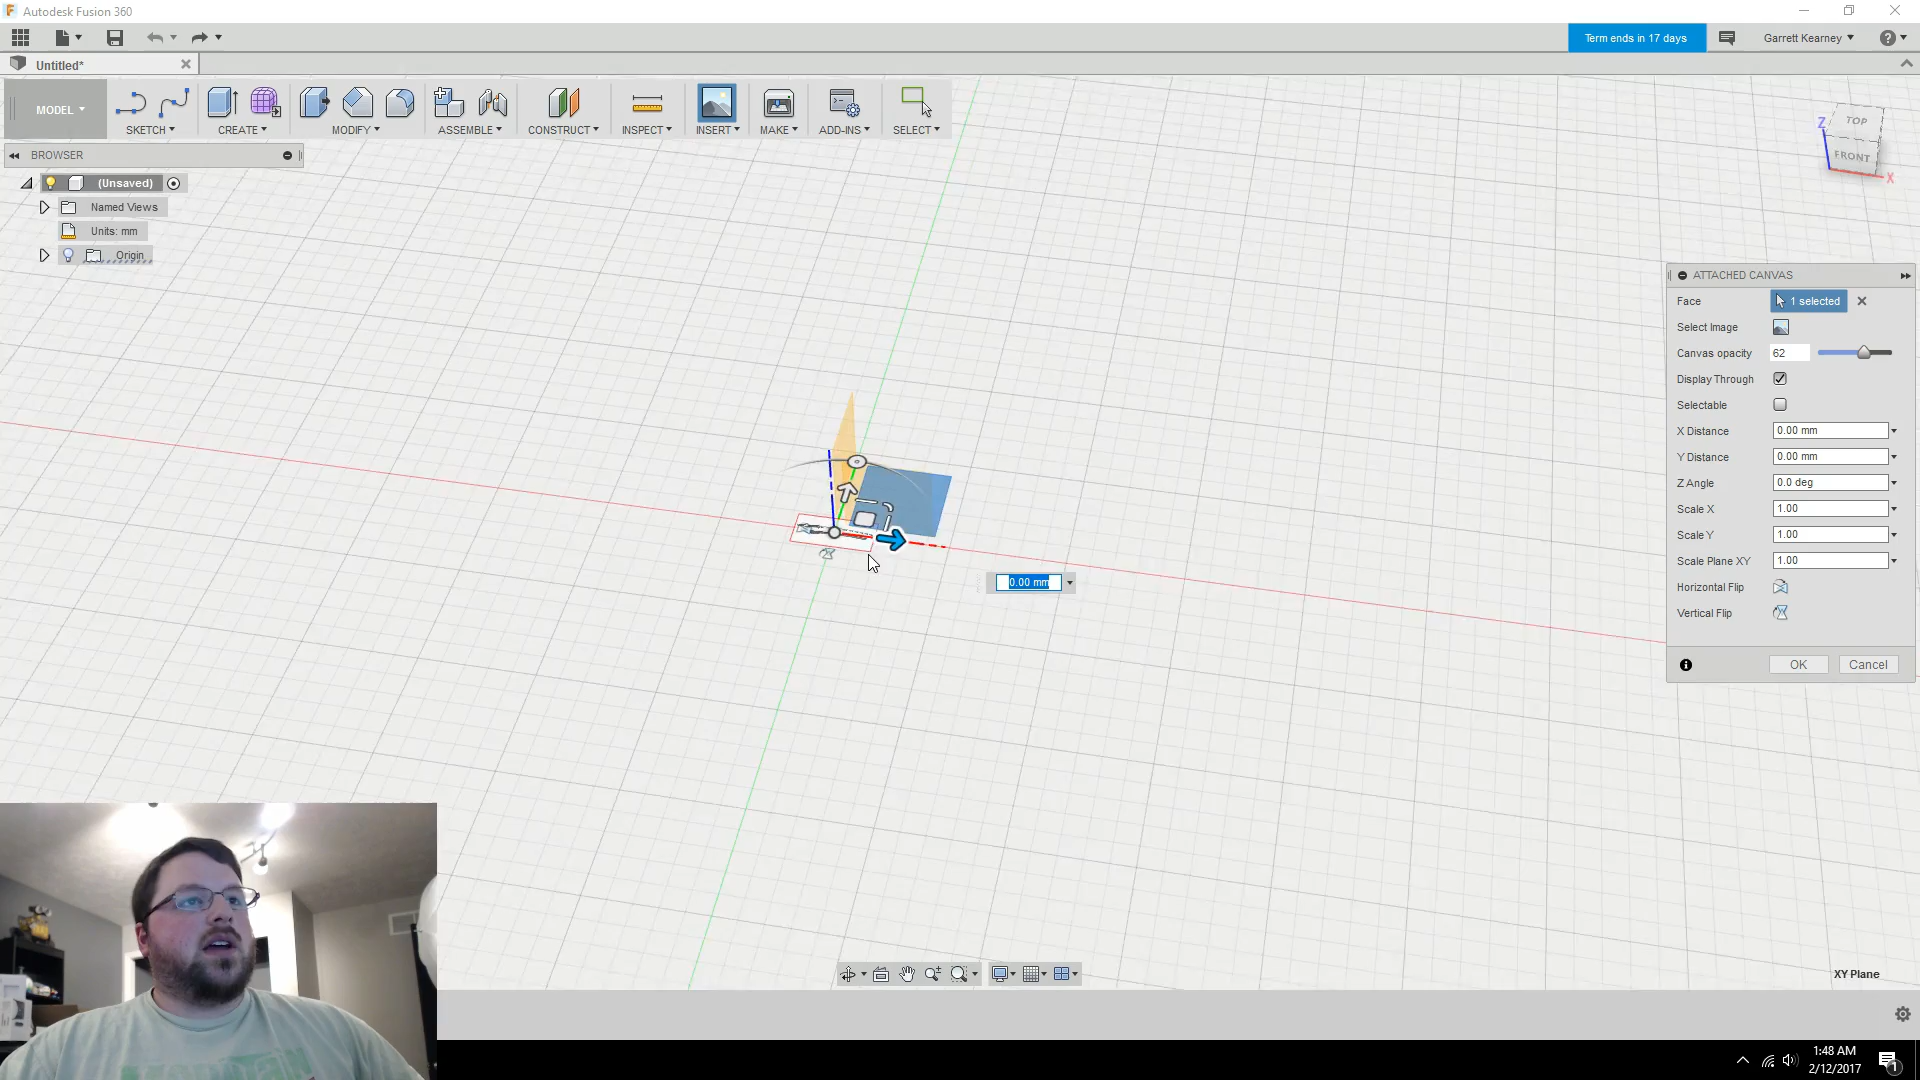 Autodesk Fusion 360
Term ends in 17 days
Garrett Kearney
Untitled*
MODEL
SKETCH
CREATE
MODIFY
ASSEMBLE
CONSTRUCT
INSPECT
INSERT
MAKE
ADD-INS
SELECT
BROWSER
(Unsaved)
Named Views
Units: mm
Origin
TOP
FRONT
Z
X
ATTACHED CANVAS
Face 1 selected
Select Image
Canvas opacity 62
Display Through
Selectable
X Distance 0.00 mm
Y Distance 0.00 mm
Z Angle 0.0 deg
Scale X 1.00
Scale Y 1.00
Scale Plane XY 1.00
Horizontal Flip
Vertical Flip
OK Cancel
0.00 mm
XY Plane
1:48 AM
2/12/2017
1